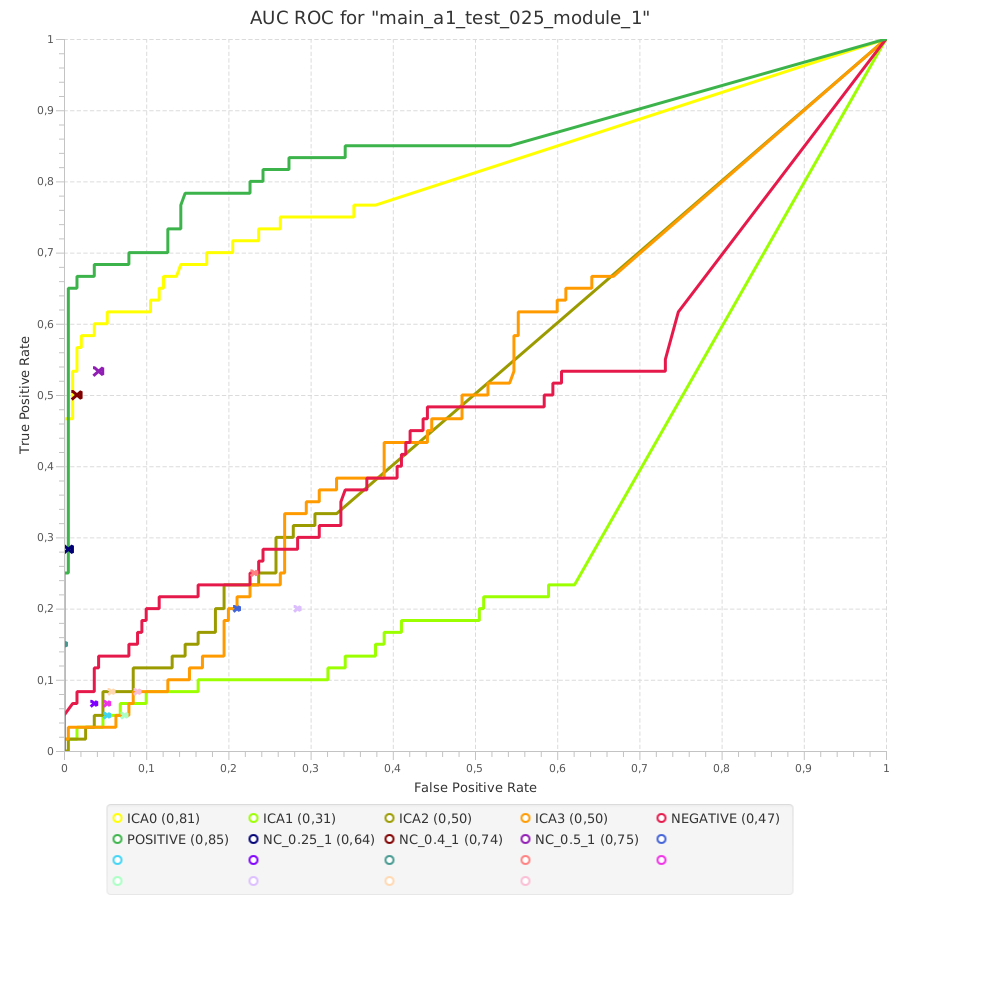 AUC ROC for "main_a1_test_025_module_1"
1
0,9
0,8
0,7
0,6
0,5
0,4
0,3
0,2
0,1
0
True Positive Rate
0 0,1 0,2 0,3 0,4 0,5 0,6 0,7 0,8 0,9 1
False Positive Rate
ICA0 (0,81) ICA1 (0,31) ICA2 (0,50) ICA3 (0,50) NEGATIVE (0,47)
POSITIVE (0,85) NC_0.25_1 (0,64) NC_0.4_1 (0,74) NC_0.5_1 (0,75)